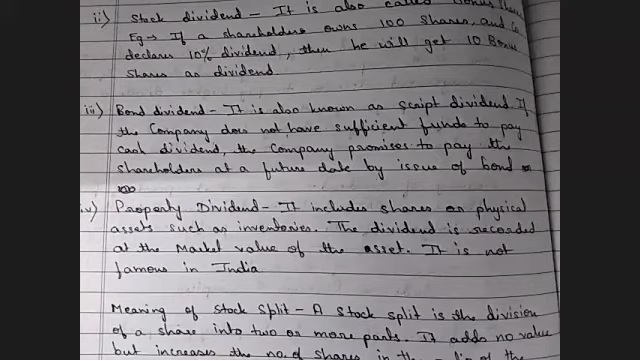 ii) Stock dividend - It is also called Bonus
Eg → If a shareholders owns 100 shares, and Co
declares 10% dividend, then he will get 10 Bonus
shares as dividend
iii) Bond dividend - It is also known as script dividend If
the Company does not have sufficient funds to pay
cash dividend, the Company promises to pay the
shareholders at a future date by issue of bond
iv) Property Dividend - It includes shares or physical
assets such as inventories. The dividend is recorded
at the Market value of the asset. It is not
famous in India
Meaning of Stock Split - A stock split is the division
of a share into two or more parts. It adds no value
but increases the no. of shares in the